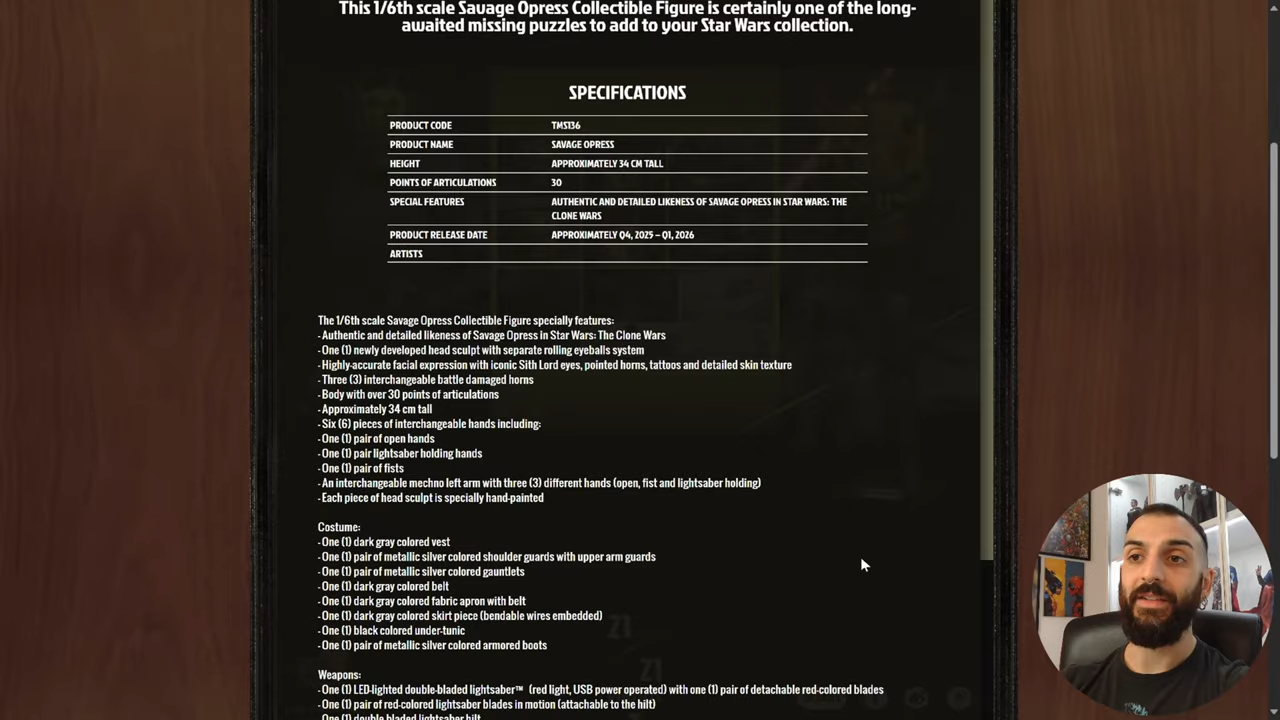 This 1/6th scale Savage Opress Collectible Figure is certainly one of the long-
awaited missing puzzles to add to your Star Wars collection.
SPECIFICATIONS
PRODUCT CODE TMS136
PRODUCT NAME SAVAGE OPRESS
HEIGHT APPROXIMATELY 34 CM TALL
POINTS OF ARTICULATIONS 30
SPECIAL FEATURES AUTHENTIC AND DETAILED LIKENESS OF SAVAGE OPRESS IN STAR WARS: THE
CLONE WARS
PRODUCT RELEASE DATE APPROXIMATELY Q4, 2025 – Q1, 2026
ARTISTS
The 1/6th scale Savage Opress Collectible Figure specially features:
- Authentic and detailed likeness of Savage Opress in Star Wars: The Clone Wars
- One (1) newly developed head sculpt with separate rolling eyeballs system
- Highly-accurate facial expression with iconic Sith Lord eyes, pointed horns, tattoos and detailed skin texture
- Three (3) interchangeable battle damaged horns
- Body with over 30 points of articulations
- Approximately 34 cm tall
- Six (6) pieces of interchangeable hands including:
- One (1) pair of open hands
- One (1) pair lightsaber holding hands
- One (1) pair of fists
- An interchangeable mechno left arm with three (3) different hands (open, fist and lightsaber holding)
- Each piece of head sculpt is specially hand-painted
Costume:
- One (1) dark gray colored vest
- One (1) pair of metallic silver colored shoulder guards with upper arm guards
- One (1) pair of metallic silver colored gauntlets
- One (1) dark gray colored belt
- One (1) dark gray colored fabric apron with belt
- One (1) dark gray colored skirt piece (bendable wires embedded)
- One (1) black colored under-tunic
- One (1) pair of metallic silver colored armored boots
Weapons:
- One (1) LED-lighted double-bladed lightsaber™ (red light, USB power operated) with one (1) pair of detachable red-colored blades
- One (1) pair of red-colored lightsaber blades in motion (attachable to the hilt)
- One (1) double bladed lightsaber hilt